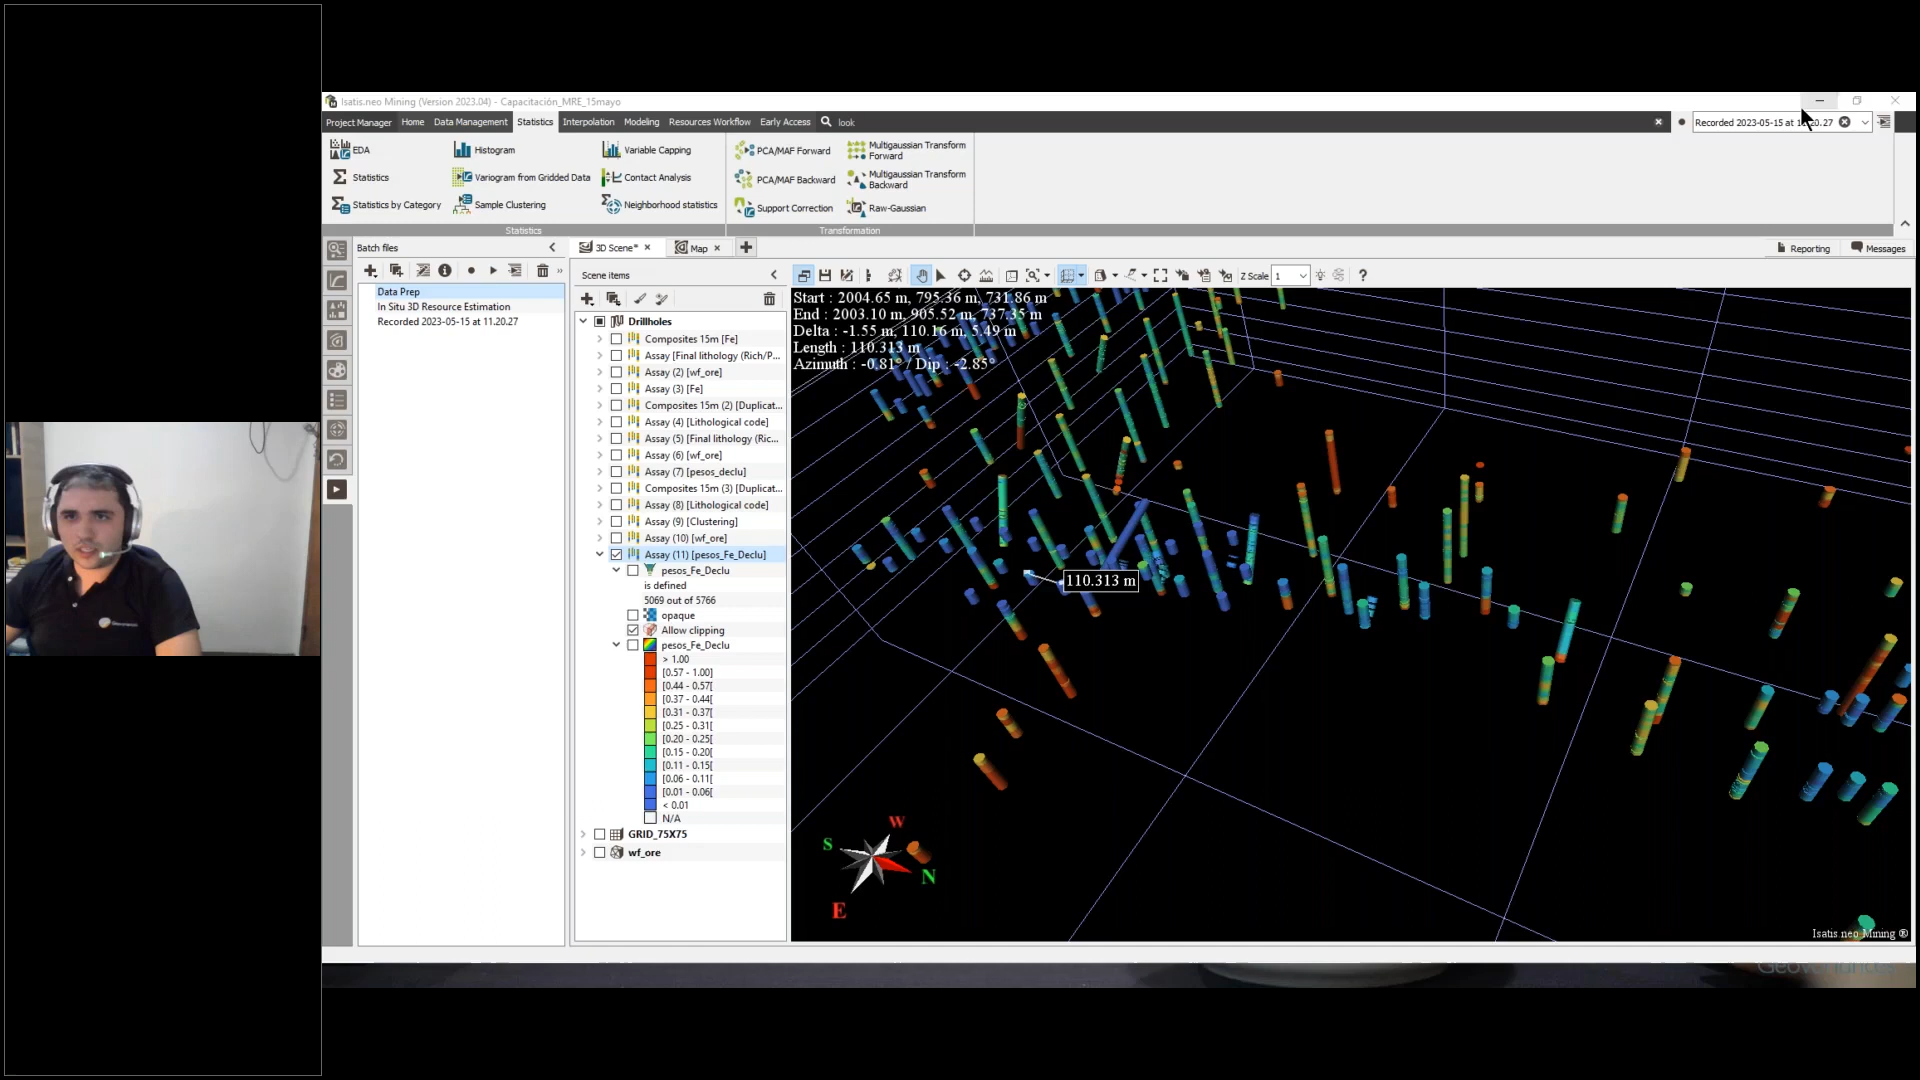 Isatis.neo Mining (Version 2023.04) - Capacitación_MRE_15mayo
Project Manager Home Data Management Statistics Interpolation Modeling Resources Workflow Early Access look
Recorded 2023-05-15 at 11.20.27
EDA Histogram Variable Capping PCA/MAF Forward Multigaussian Transform Forward
Statistics Variogram from Gridded Data Contact Analysis PCA/MAF Backward Multigaussian Transform Backward
Statistics by Category Sample Clustering Neighborhood statistics Support Correction Raw-Gaussian
Statistics Transformation
Batch files
3D Scene* Map
Reporting Messages
Scene items
Z Scale 1
Data Prep
In Situ 3D Resource Estimation
Recorded 2023-05-15 at 11.20.27
Drillholes
Composites 15m [Fe]
Assay [Final lithology (Rich/P...
Assay (2) [wf_ore]
Assay (3) [Fe]
Composites 15m (2) [Duplicat...
Assay (4) [Lithological code]
Assay (5) [Final lithology (Ric...
Assay (6) [wf_ore]
Assay (7) [pesos_declu]
Composites 15m (3) [Duplicat...
Assay (8) [Lithological code]
Assay (9) [Clustering]
Assay (10) [wf_ore]
Assay (11) [pesos_Fe_Declu]
pesos_Fe_Declu
is defined
5069 out of 5766
opaque
Allow clipping
pesos_Fe_Declu
> 1.00
[0.57 - 1.00]
[0.44 - 0.57[
[0.37 - 0.44[
[0.31 - 0.37[
[0.25 - 0.31[
[0.20 - 0.25[
[0.15 - 0.20[
[0.11 - 0.15[
[0.06 - 0.11[
[0.01 - 0.06[
< 0.01
N/A
GRID_75X75
wf_ore
Start : 2004.65 m, 795.36 m, 731.86 m
End : 2003.10 m, 905.52 m, 737.35 m
Delta : -1.55 m, 110.16 m, 5.49 m
Length : 110.313 m
Azimuth : -0.81° / Dip : -2.85°
110.313 m
W
S
N
E
Isatis.neo Mining ®
Geovariances